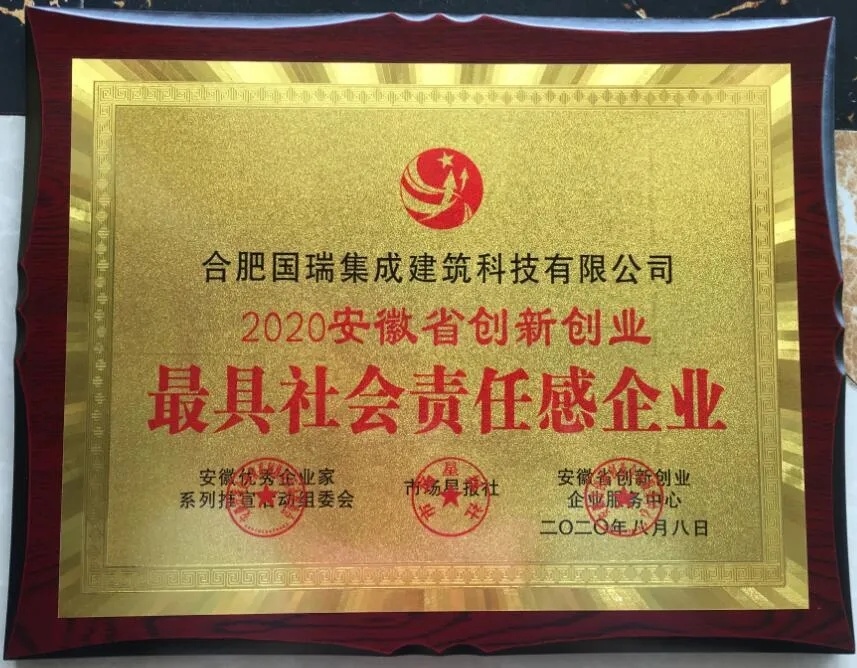 合肥国瑞集成建筑科技有限公司
2020安徽省创新创业
最具社会责任感企业
安徽优秀企业家
系列推宣活动组委会
市场星报社
安徽省创新创业
企业服务中心
二〇二〇年八月八日